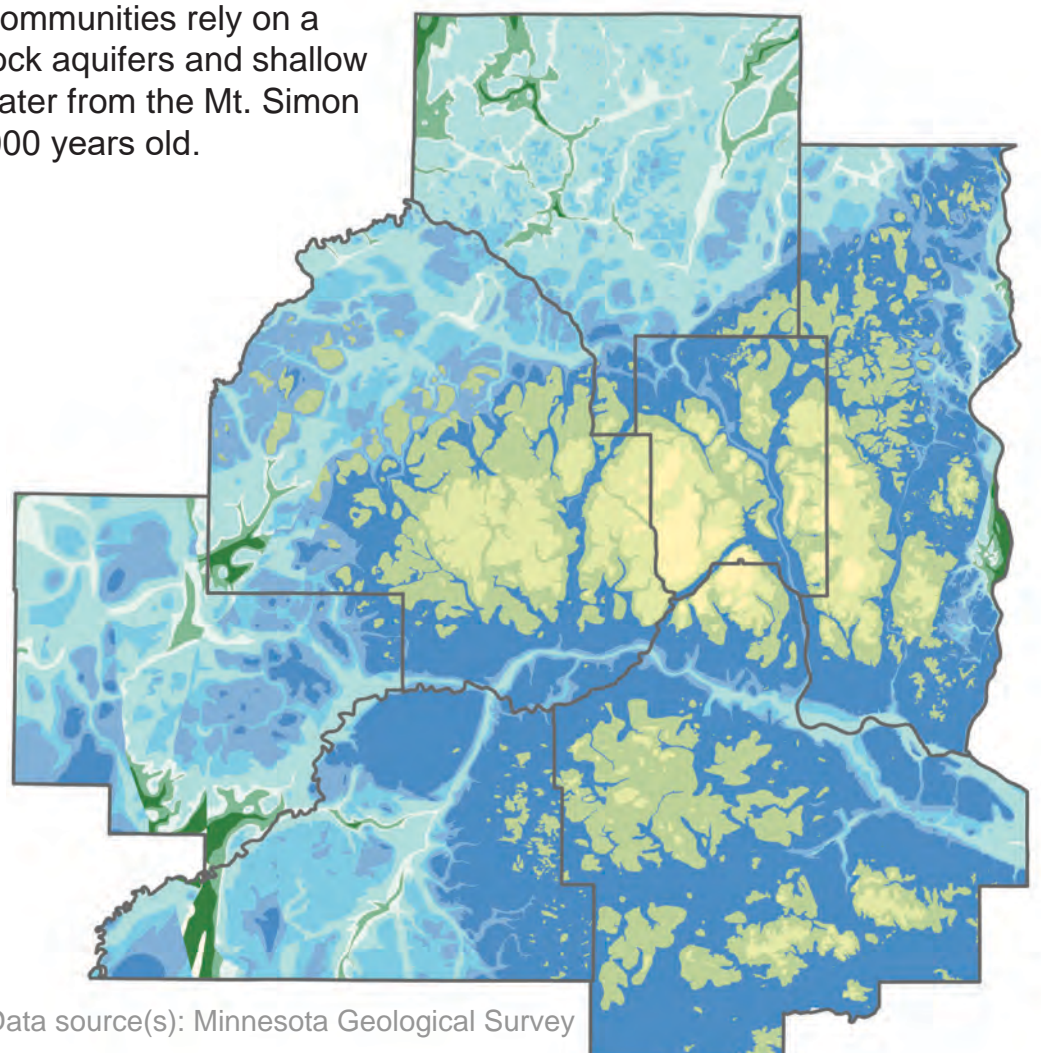 ommunities rely on a
ock aquifers and shallow
ater from the Mt. Simon
000 years old.
Data source(s): Minnesota Geological Survey